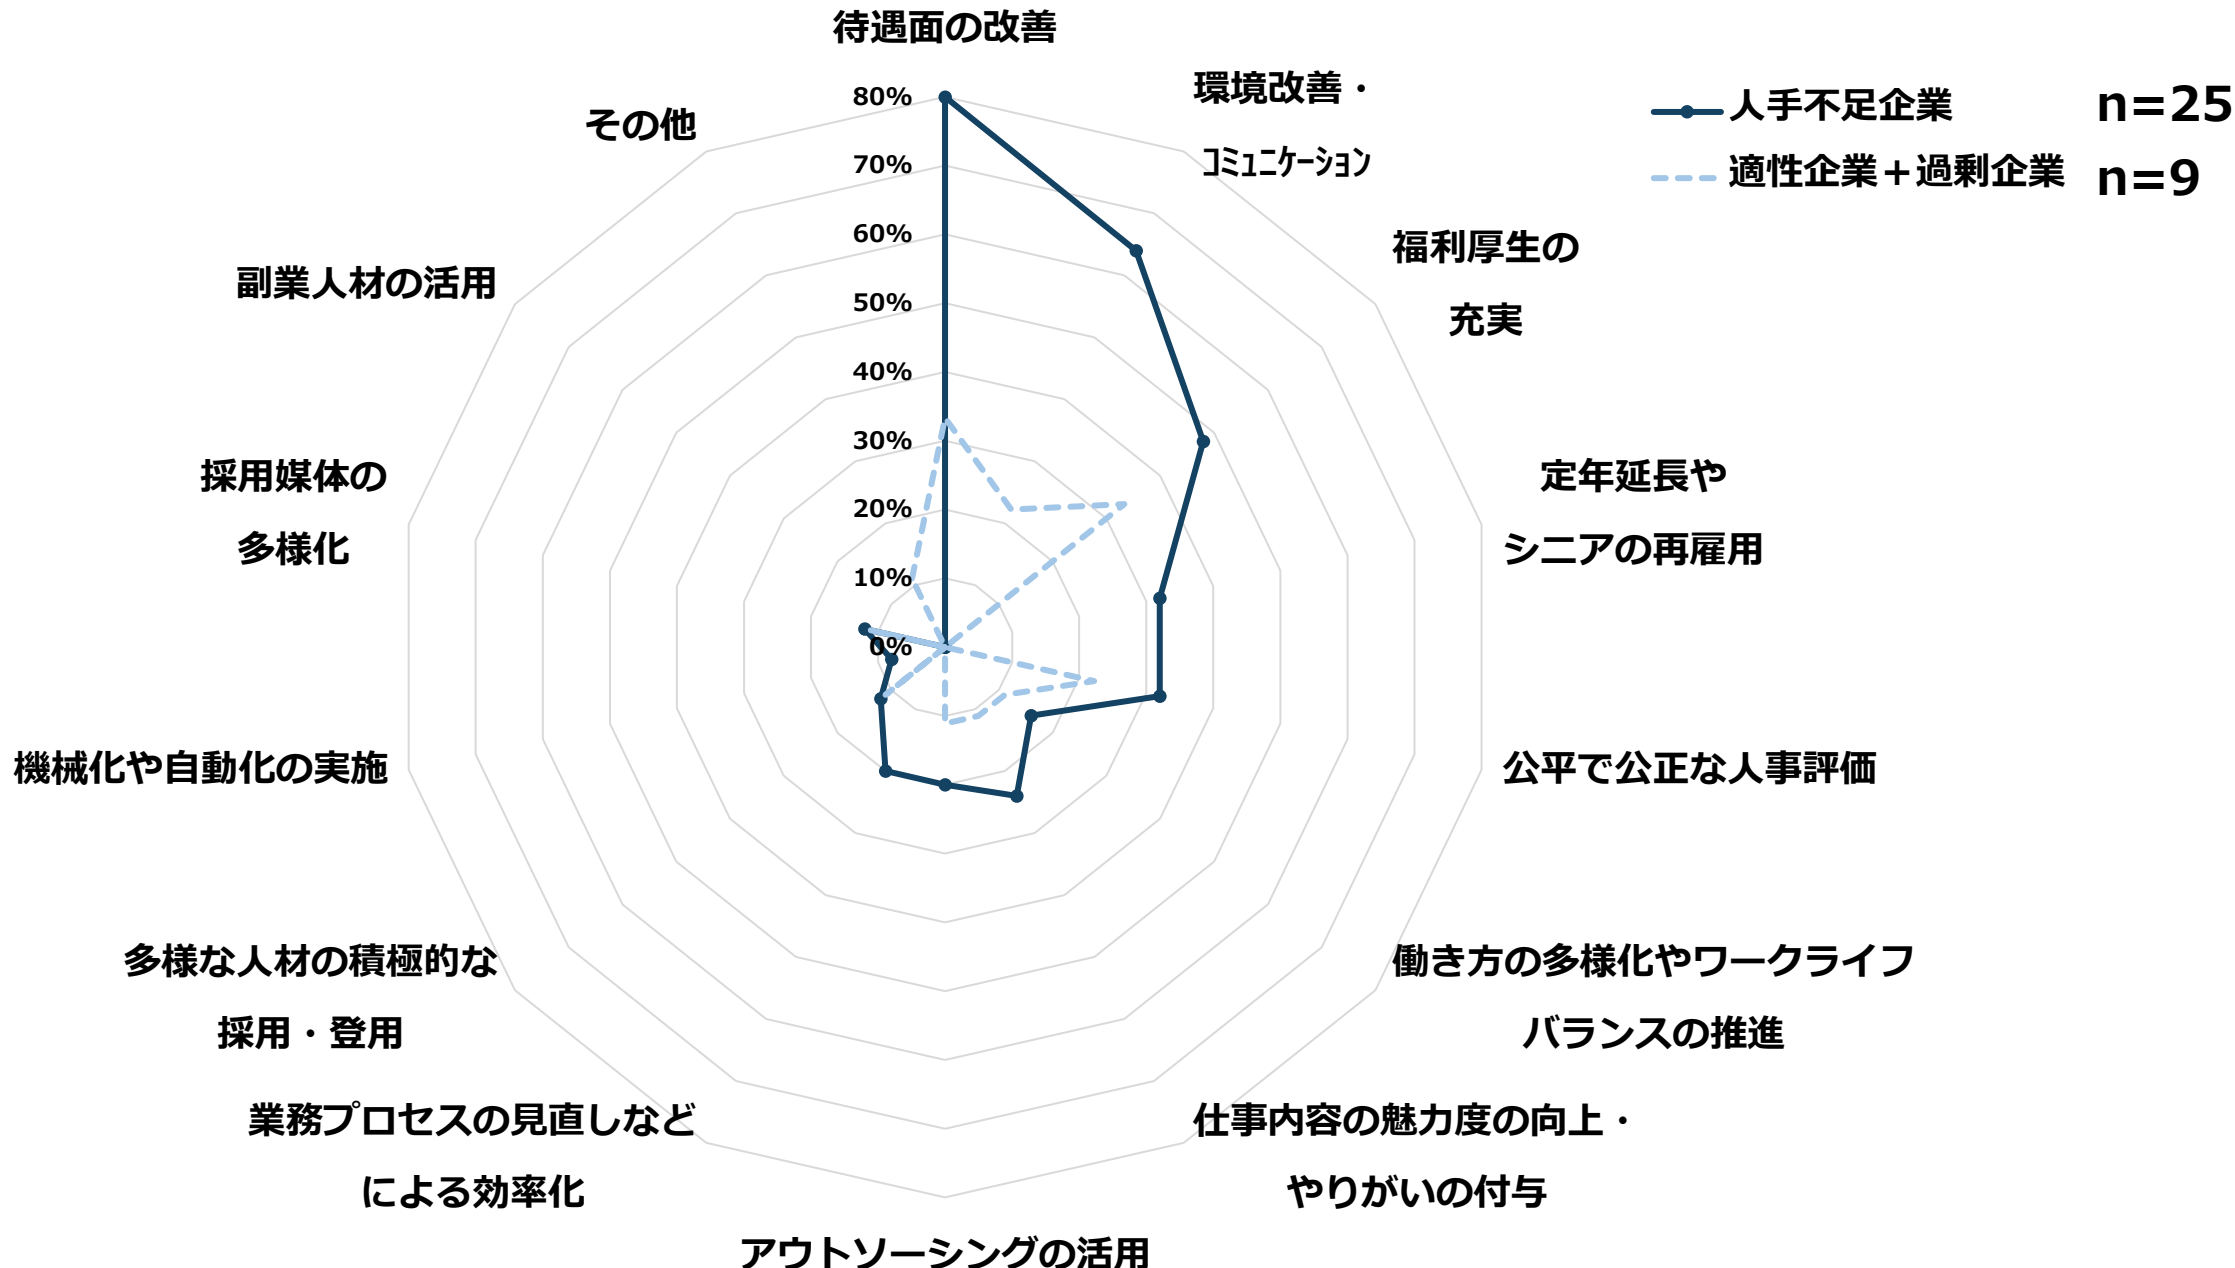 待遇面の改善
環境改善・
コミュニケーション
福利厚生の
充実
定年延長や
シニアの再雇用
公平で公正な人事評価
働き方の多様化やワークライフ
バランスの推進
仕事内容の魅力度の向上・
やりがいの付与
アウトソーシングの活用
業務プロセスの見直しなど
による効率化
多様な人材の積極的な
採用・登用
機械化や自動化の実施
採用媒体の
多様化
副業人材の活用
その他
80%
70%
60%
50%
40%
30%
20%
10%
0%
人手不足企業 n=25
適性企業＋過剰企業 n=9